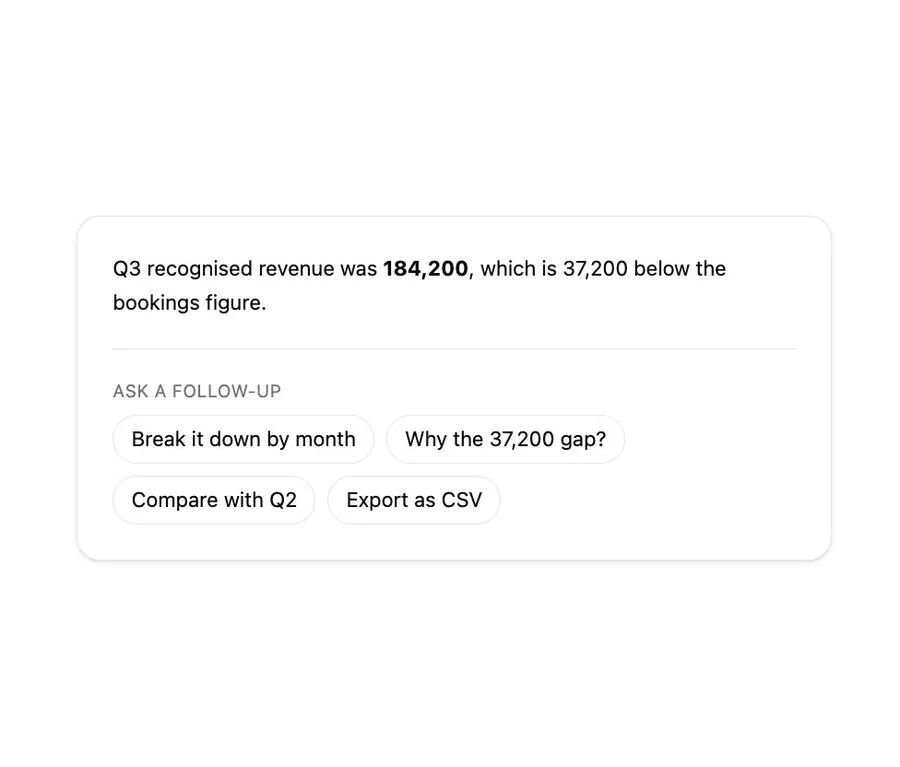 Q3 recognised revenue was 184,200, which is 37,200 below the
bookings figure.
ASK A FOLLOW-UP
Break it down by month
Why the 37,200 gap?
Compare with Q2
Export as CSV